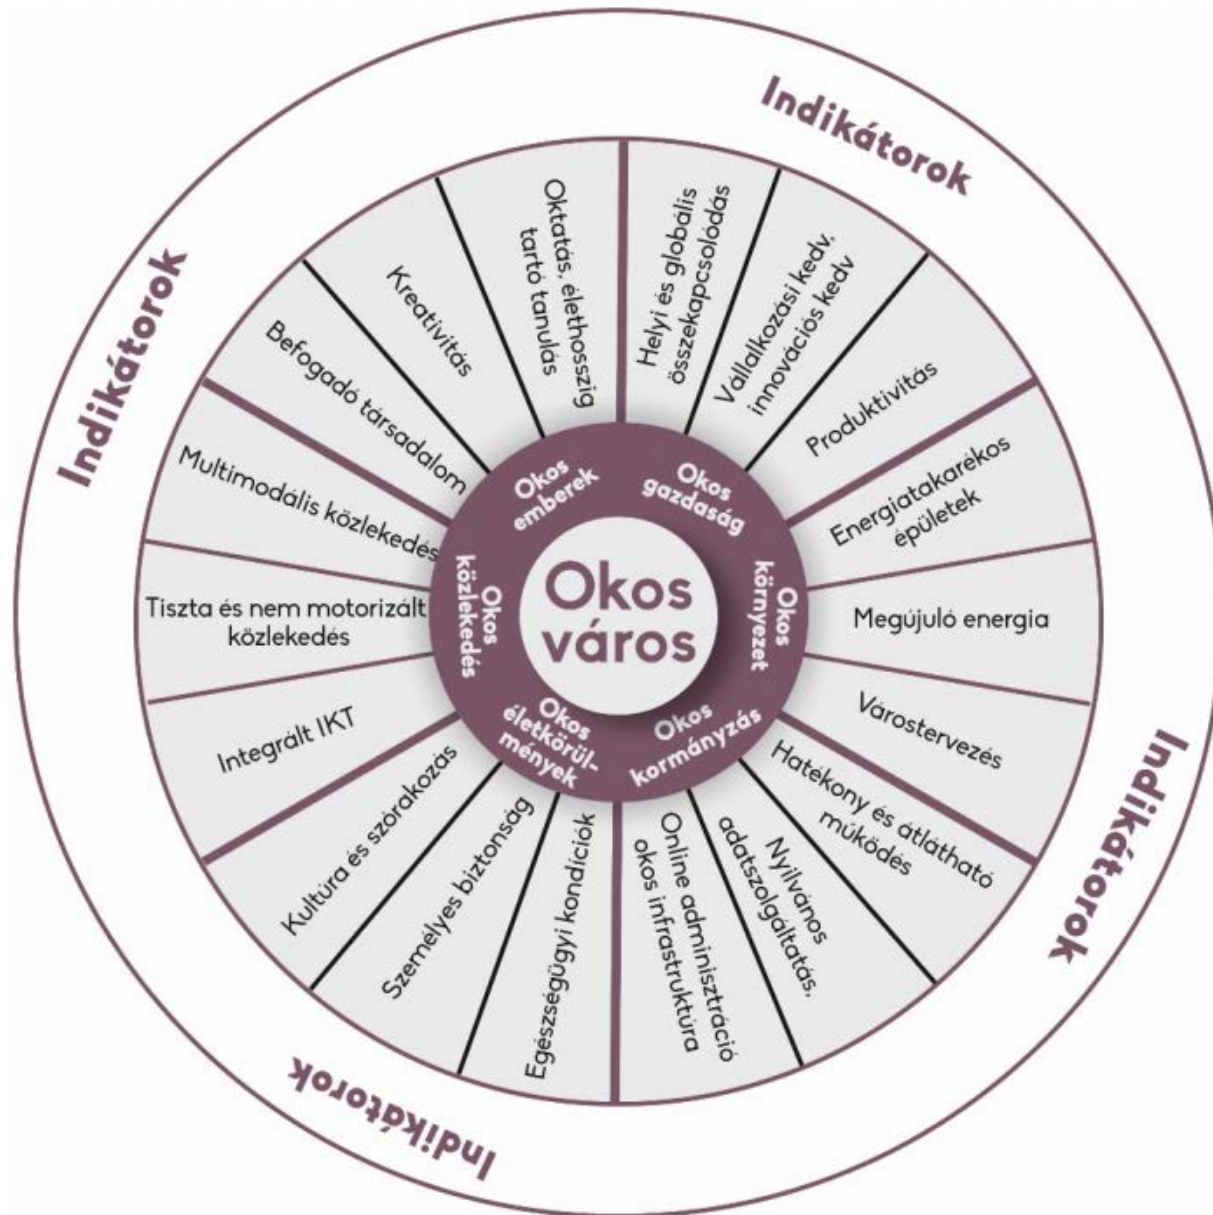 Indikátorok
Indikátorok
Indikátorok
Indikátorok
Okos
város
Okos
gazdaság
Helyi és globális
összekapcsolódás
Vállalkozási kedv,
innovációs kedv
Produktivitás
Okos
környezet
Energiatakarékos
épületek
Megújuló energia
Várostervezés
Okos
kormányzás
Hatékony és átlátható
működés
Nyilvános
adatszolgáltatás,
Online adminisztráció
okos infrastruktúra
Okos
életkörül-
mények
Egészségügyi kondíciók
Személyes biztonság
Kultúra és szórakozás
Okos
közlekedés
Integrált IKT
Tiszta és nem motorizált
közlekedés
Multimodális közlekedés
Okos
emberek
Befogadó társadalom
Kreativitás
Oktatás, élethosszig
tartó tanulás